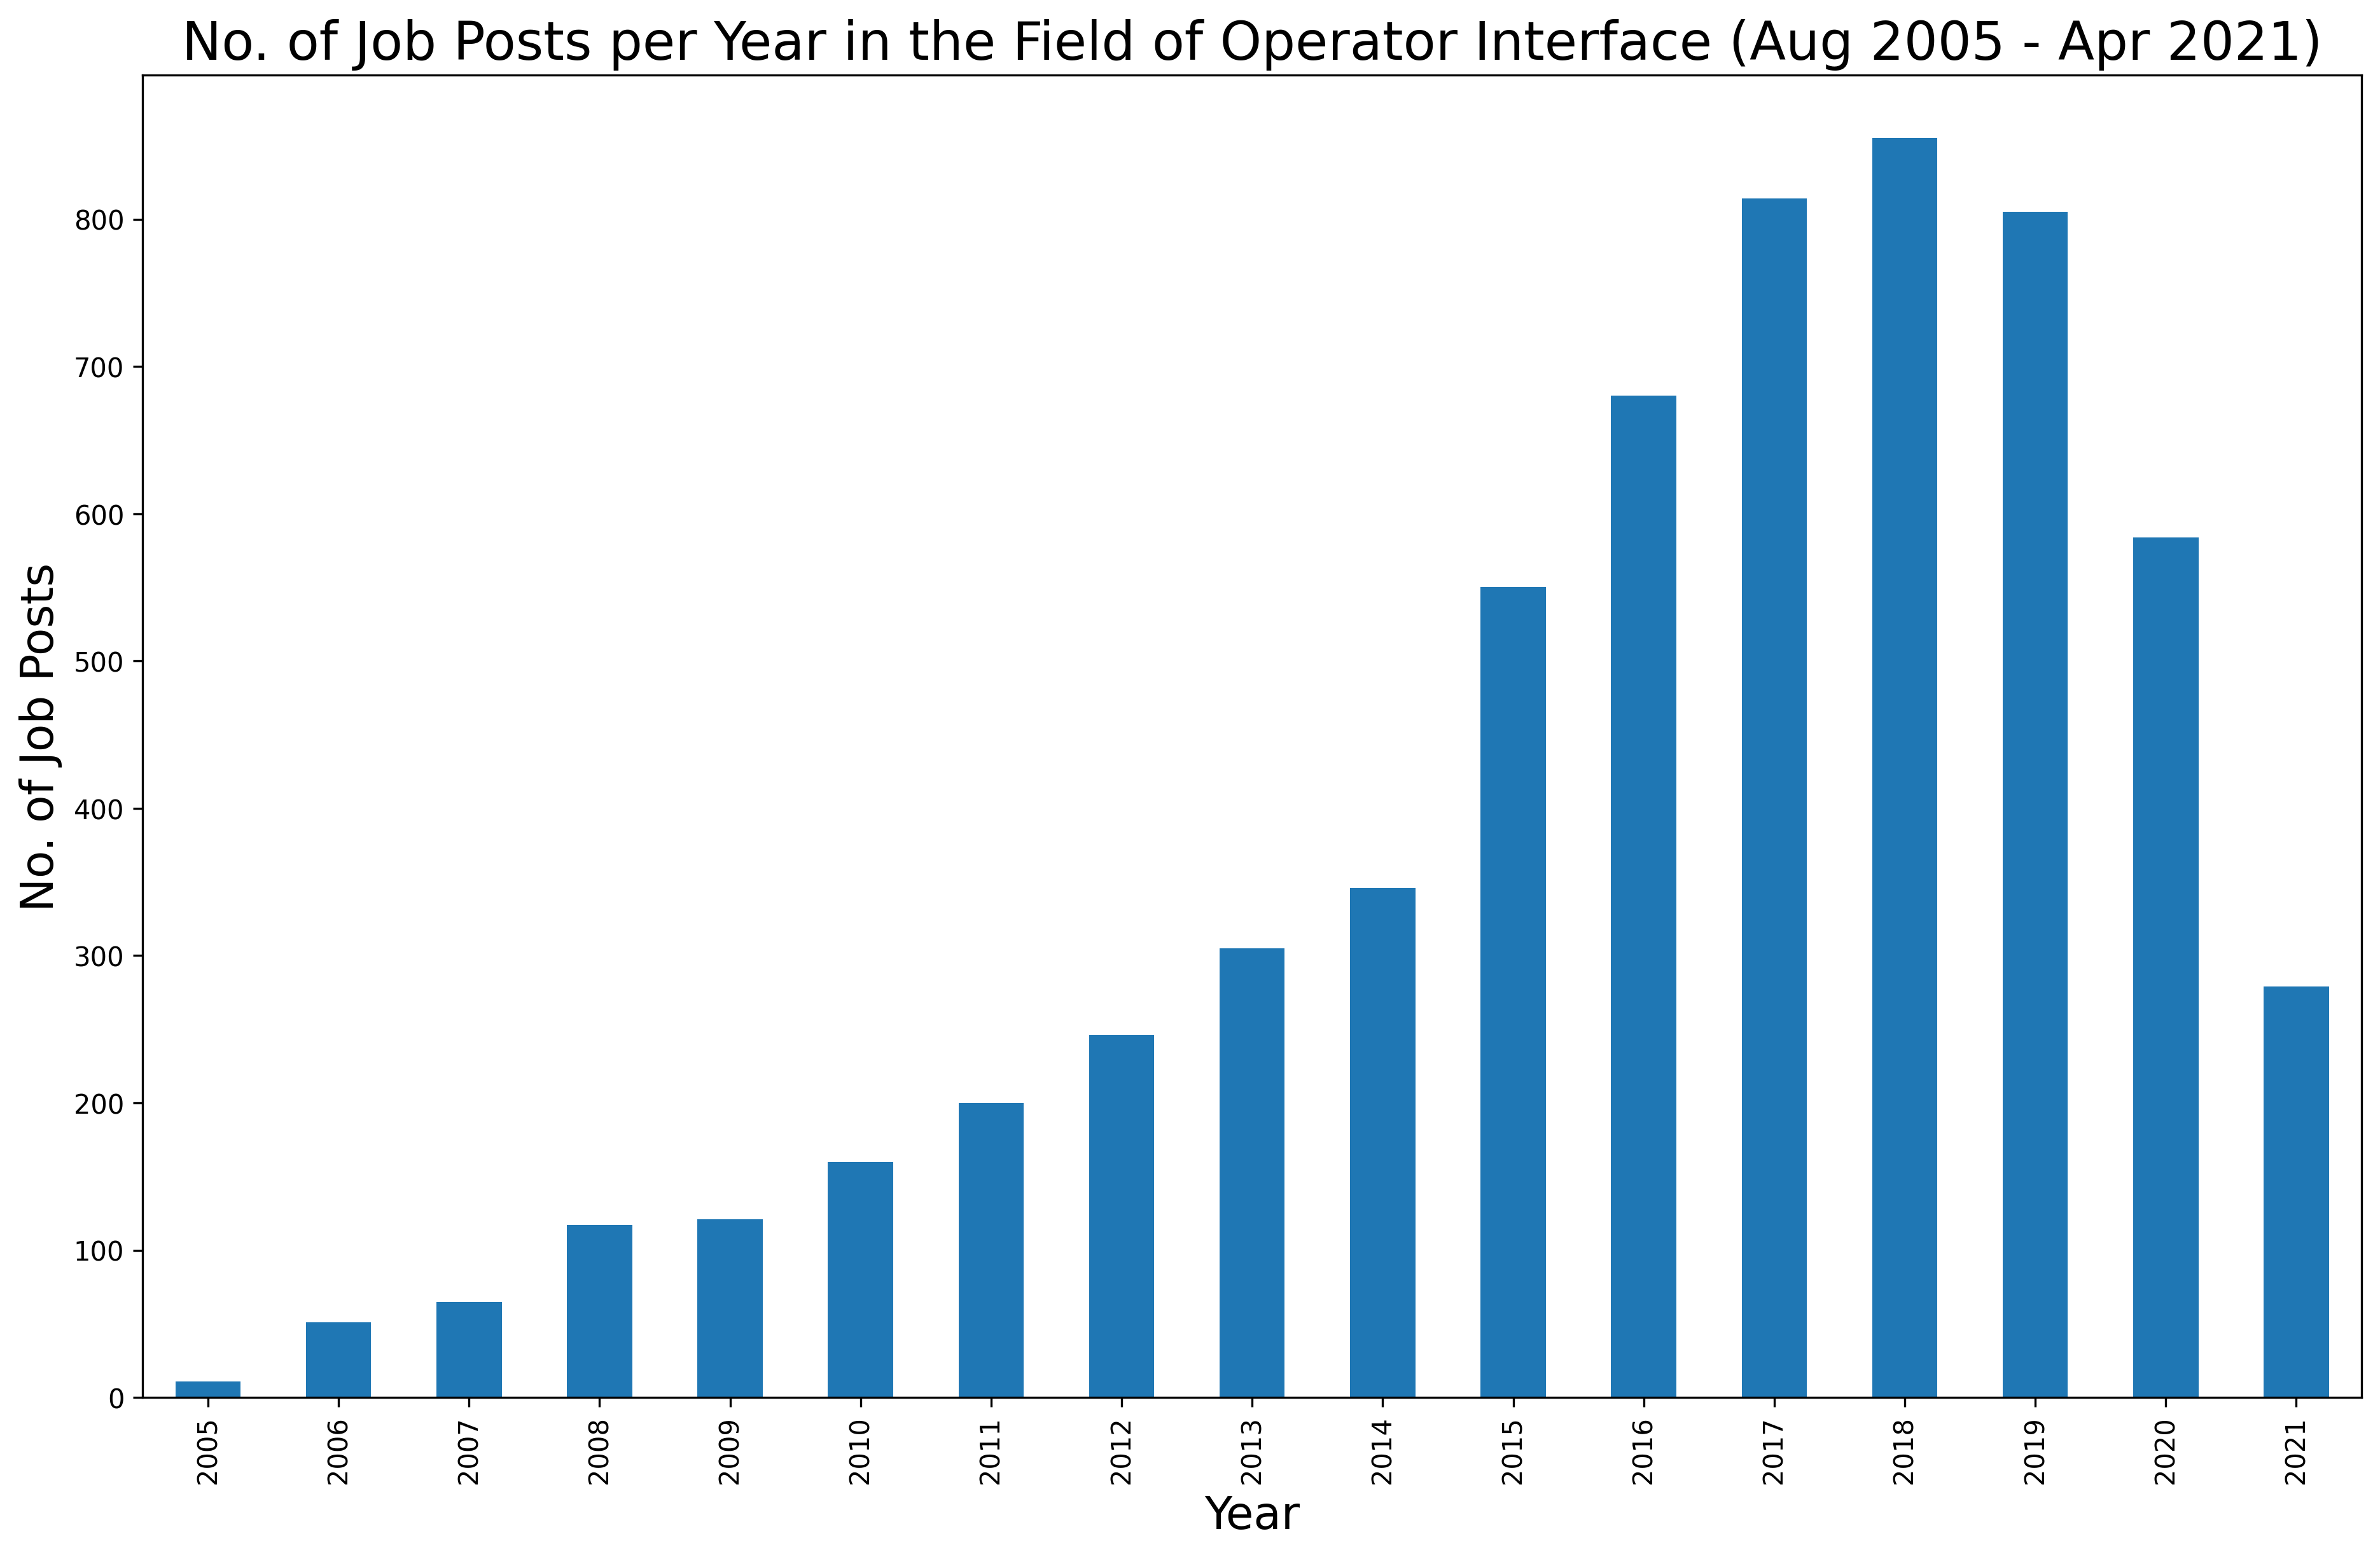 No. of Job Posts per Year in the Field of Operator Interface (Aug 2005 - Apr 2021)
No. of Job Posts
800
700
600
500
400
300
200
100
0
2005 2006 2007 2008 2009 2010 2011 2012 2013 2014 2015 2016 2017 2018 2019 2020 2021
Year